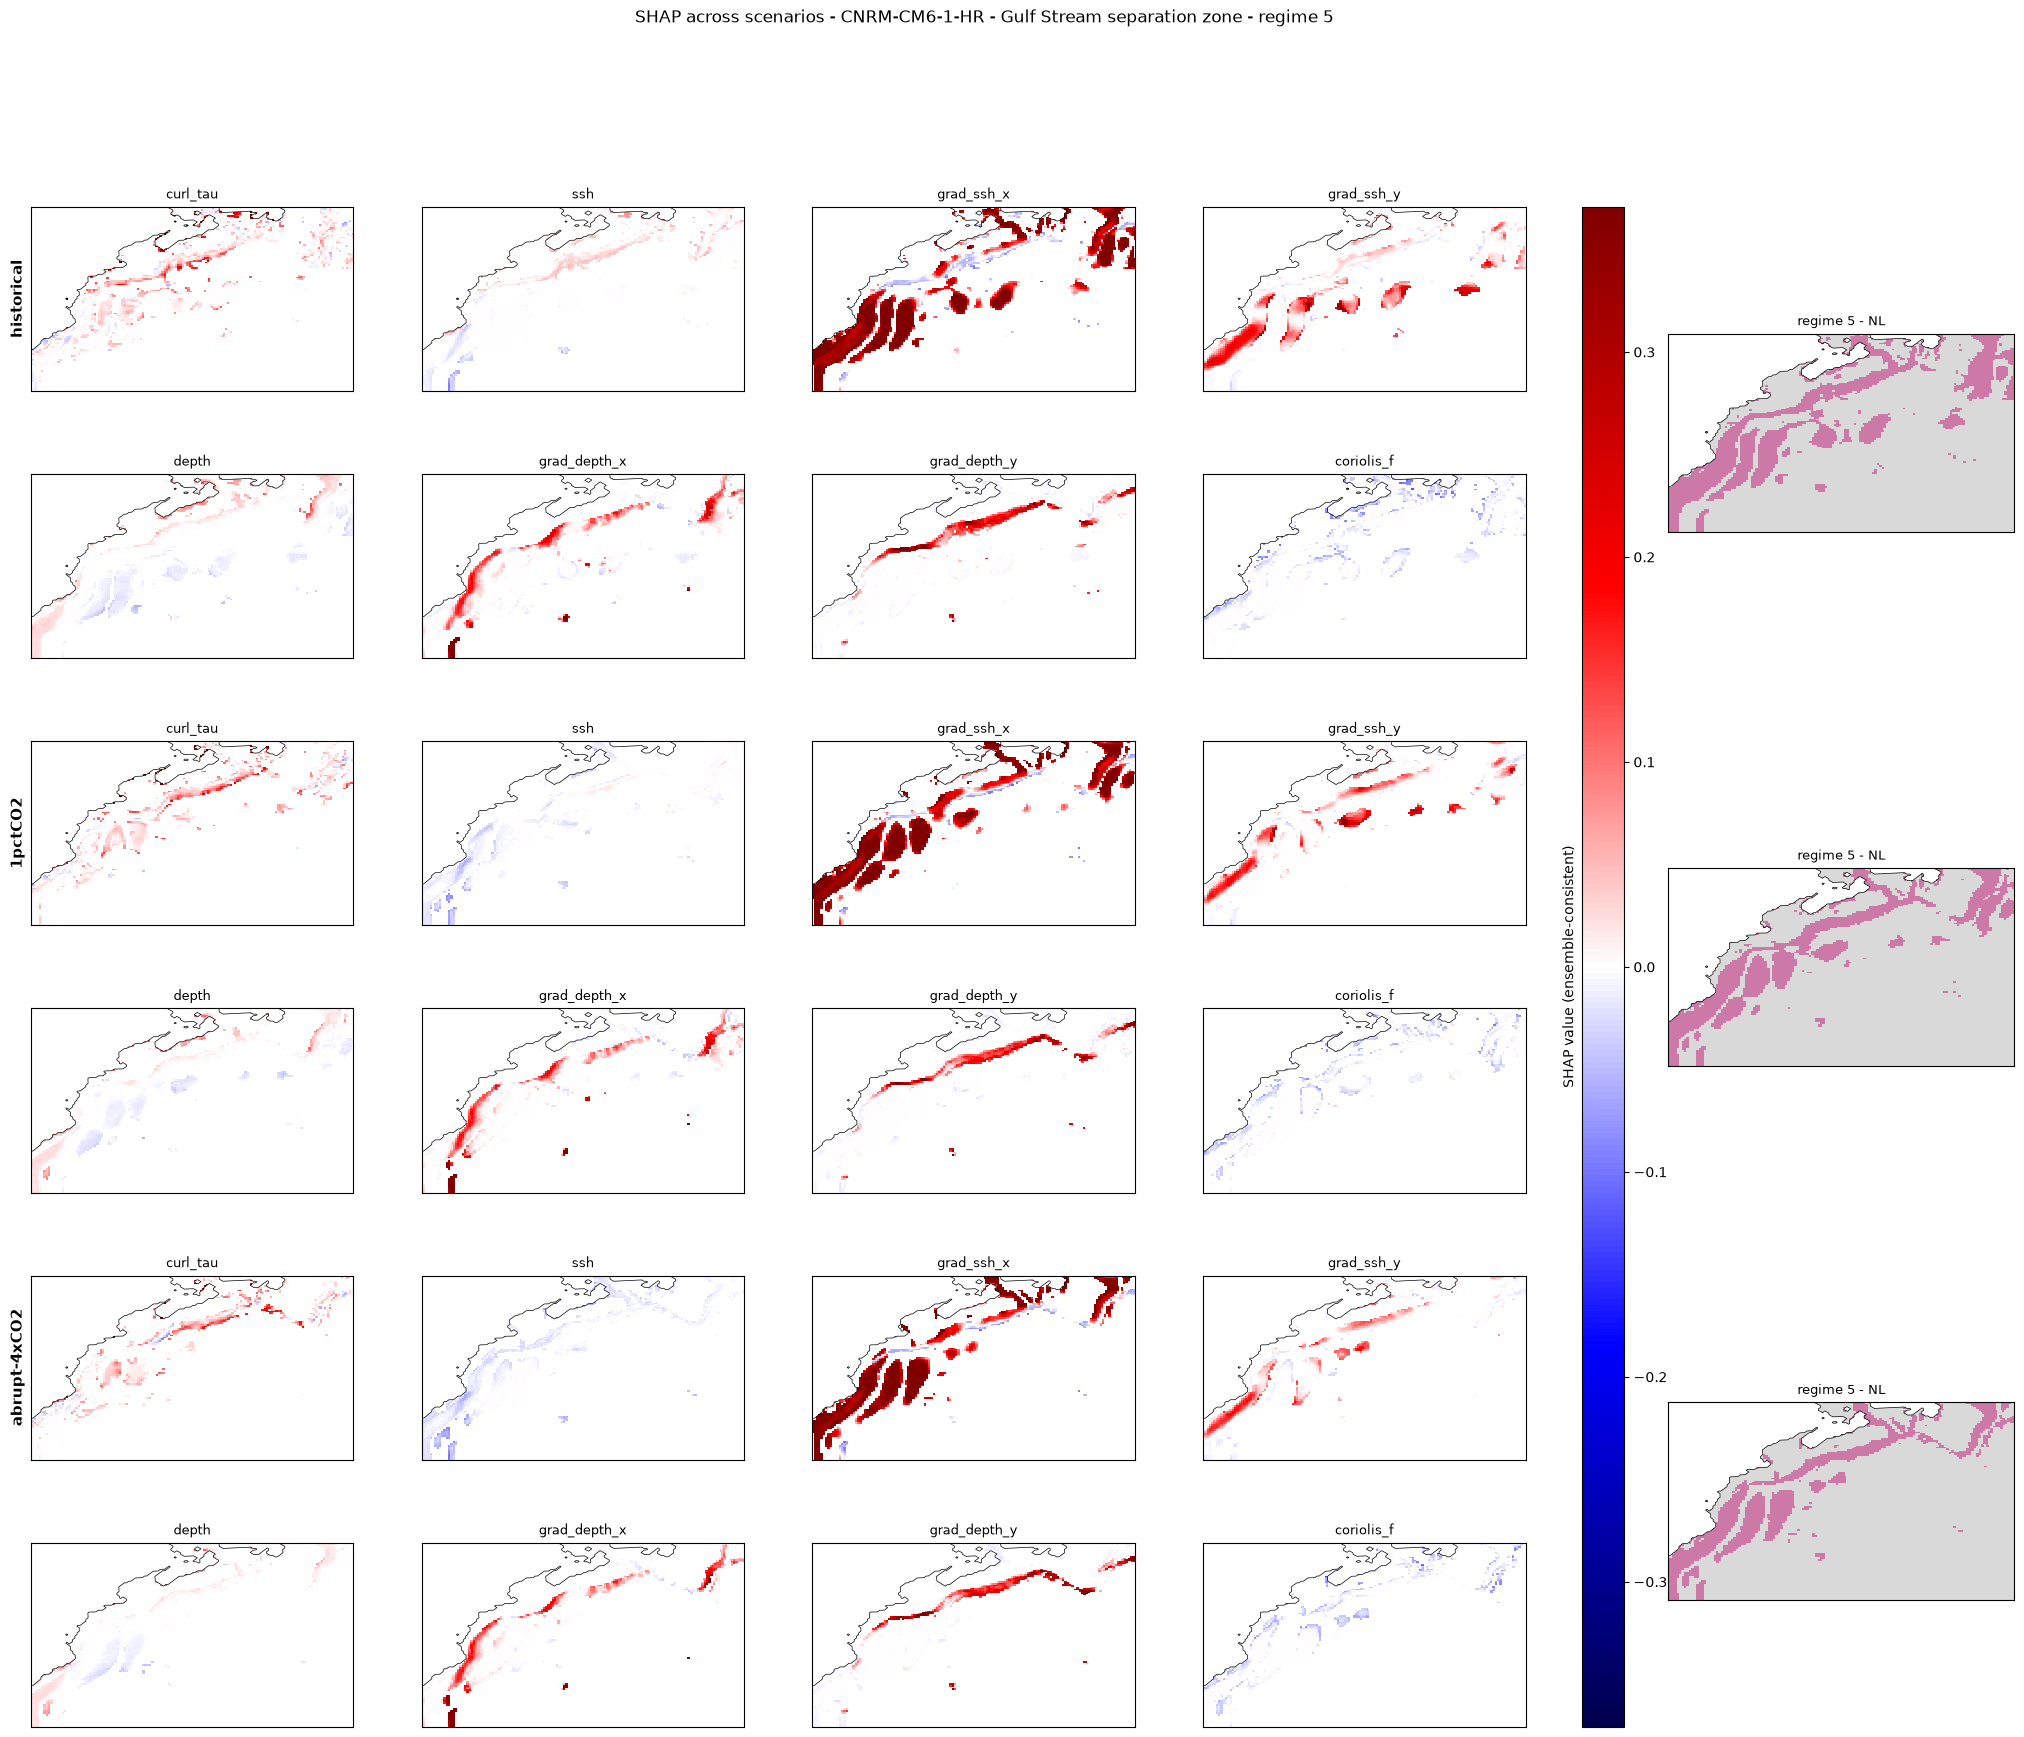 SHAP across scenarios - CNRM-CM6-1-HR - Gulf Stream separation zone - regime 5
curl_tau
ssh
grad_ssh_x
grad_ssh_y
historical
depth
grad_depth_x
grad_depth_y
coriolis_f
curl_tau
ssh
grad_ssh_x
grad_ssh_y
1pctCO2
depth
grad_depth_x
grad_depth_y
coriolis_f
curl_tau
ssh
grad_ssh_x
grad_ssh_y
abrupt-4xCO2
depth
grad_depth_x
grad_depth_y
coriolis_f
SHAP value (ensemble-consistent)
0.3
0.2
0.1
0.0
−0.1
−0.2
−0.3
regime 5 - NL
regime 5 - NL
regime 5 - NL